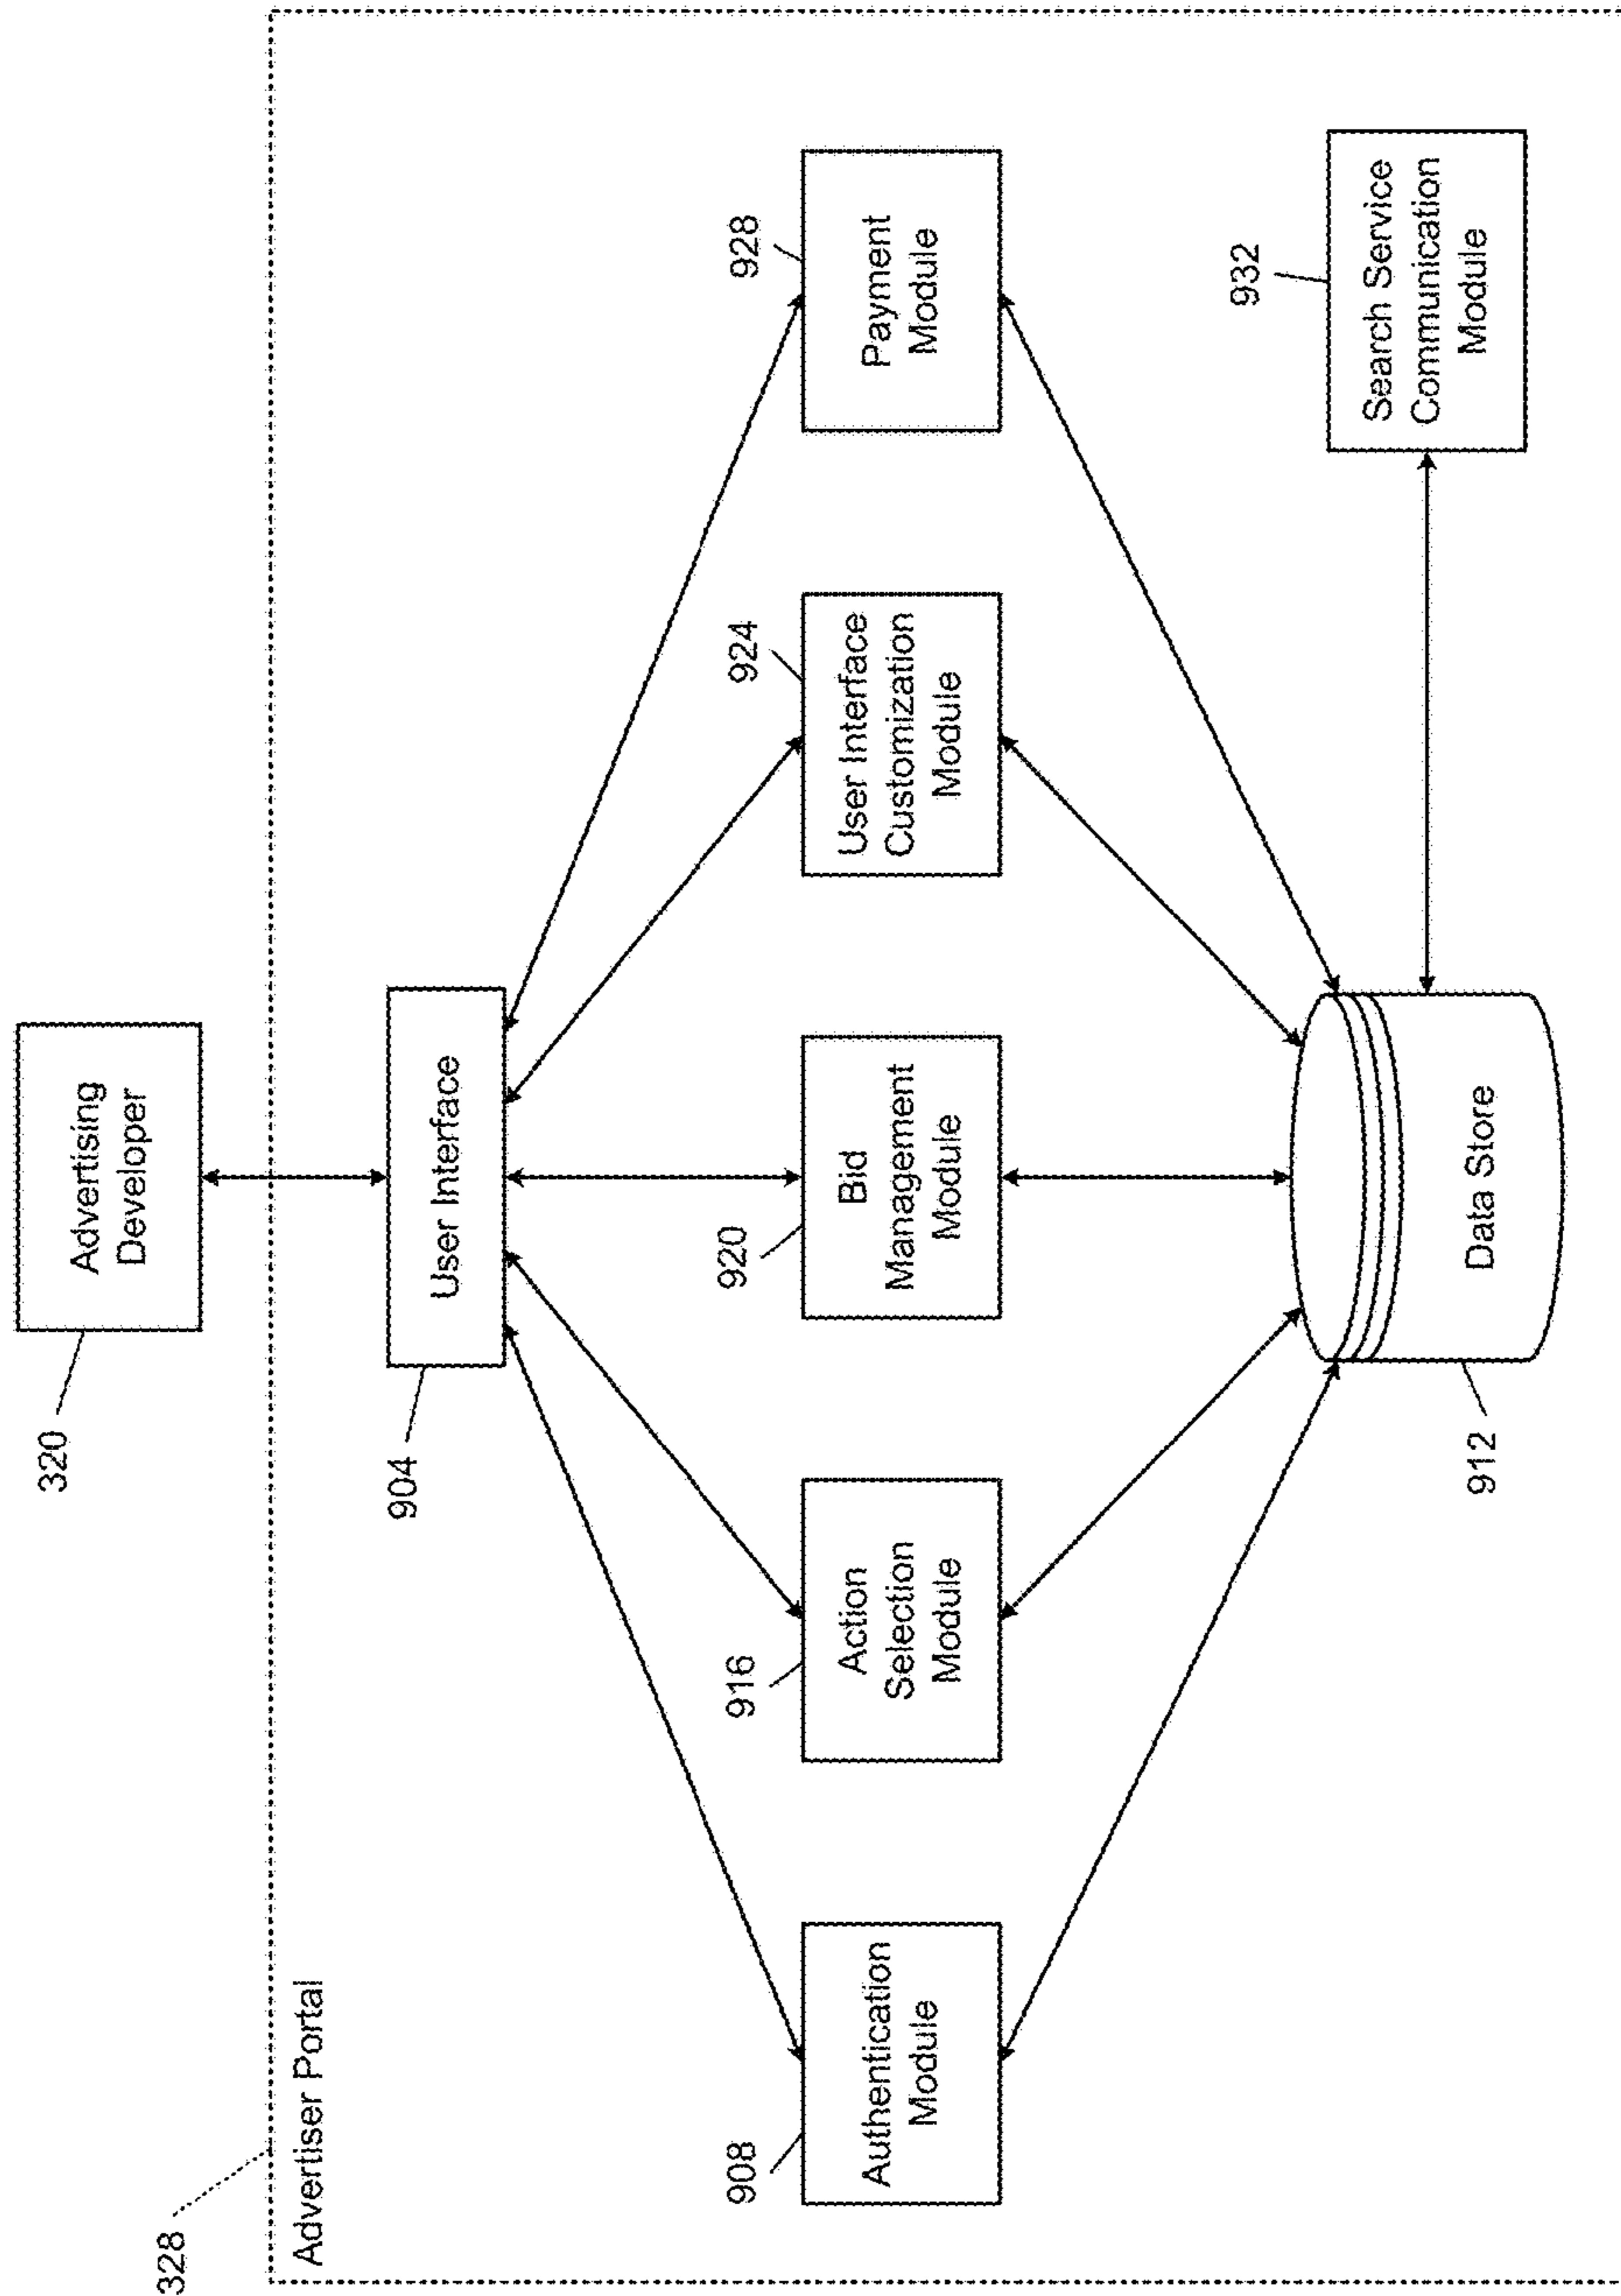 320
Advertising
Developer
328
Advertiser Portal
904
User Interface
908
Authentication
Module
916
Action
Selection
Module
920
Bid
Management
Module
924
User Interface
Customization
Module
928
Payment
Module
912
Data Store
932
Search Service
Communication
Module